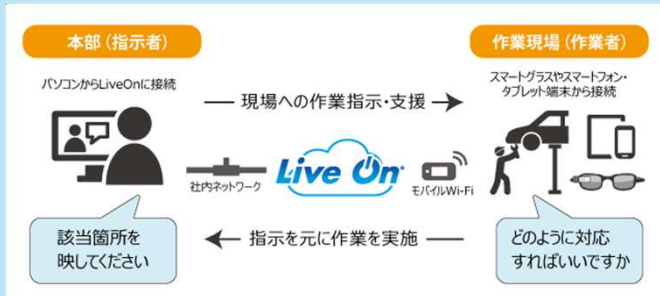 本部（指示者）
作業現場（作業者）
パソコンからLiveOnに接続
スマートグラスやスマートフォン・
タブレット端末から接続
現場への作業指示・支援
Live On
社内ネットワーク
モバイルWi-Fi
指示を元に作業を実施
該当箇所を
映してください
どのように対応
すればいいですか